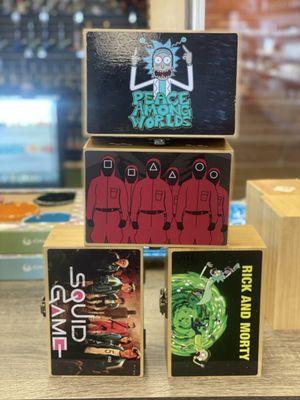 PEACE
AMONG
WORLDS
SQUID
GAME
RICK AND MORTY